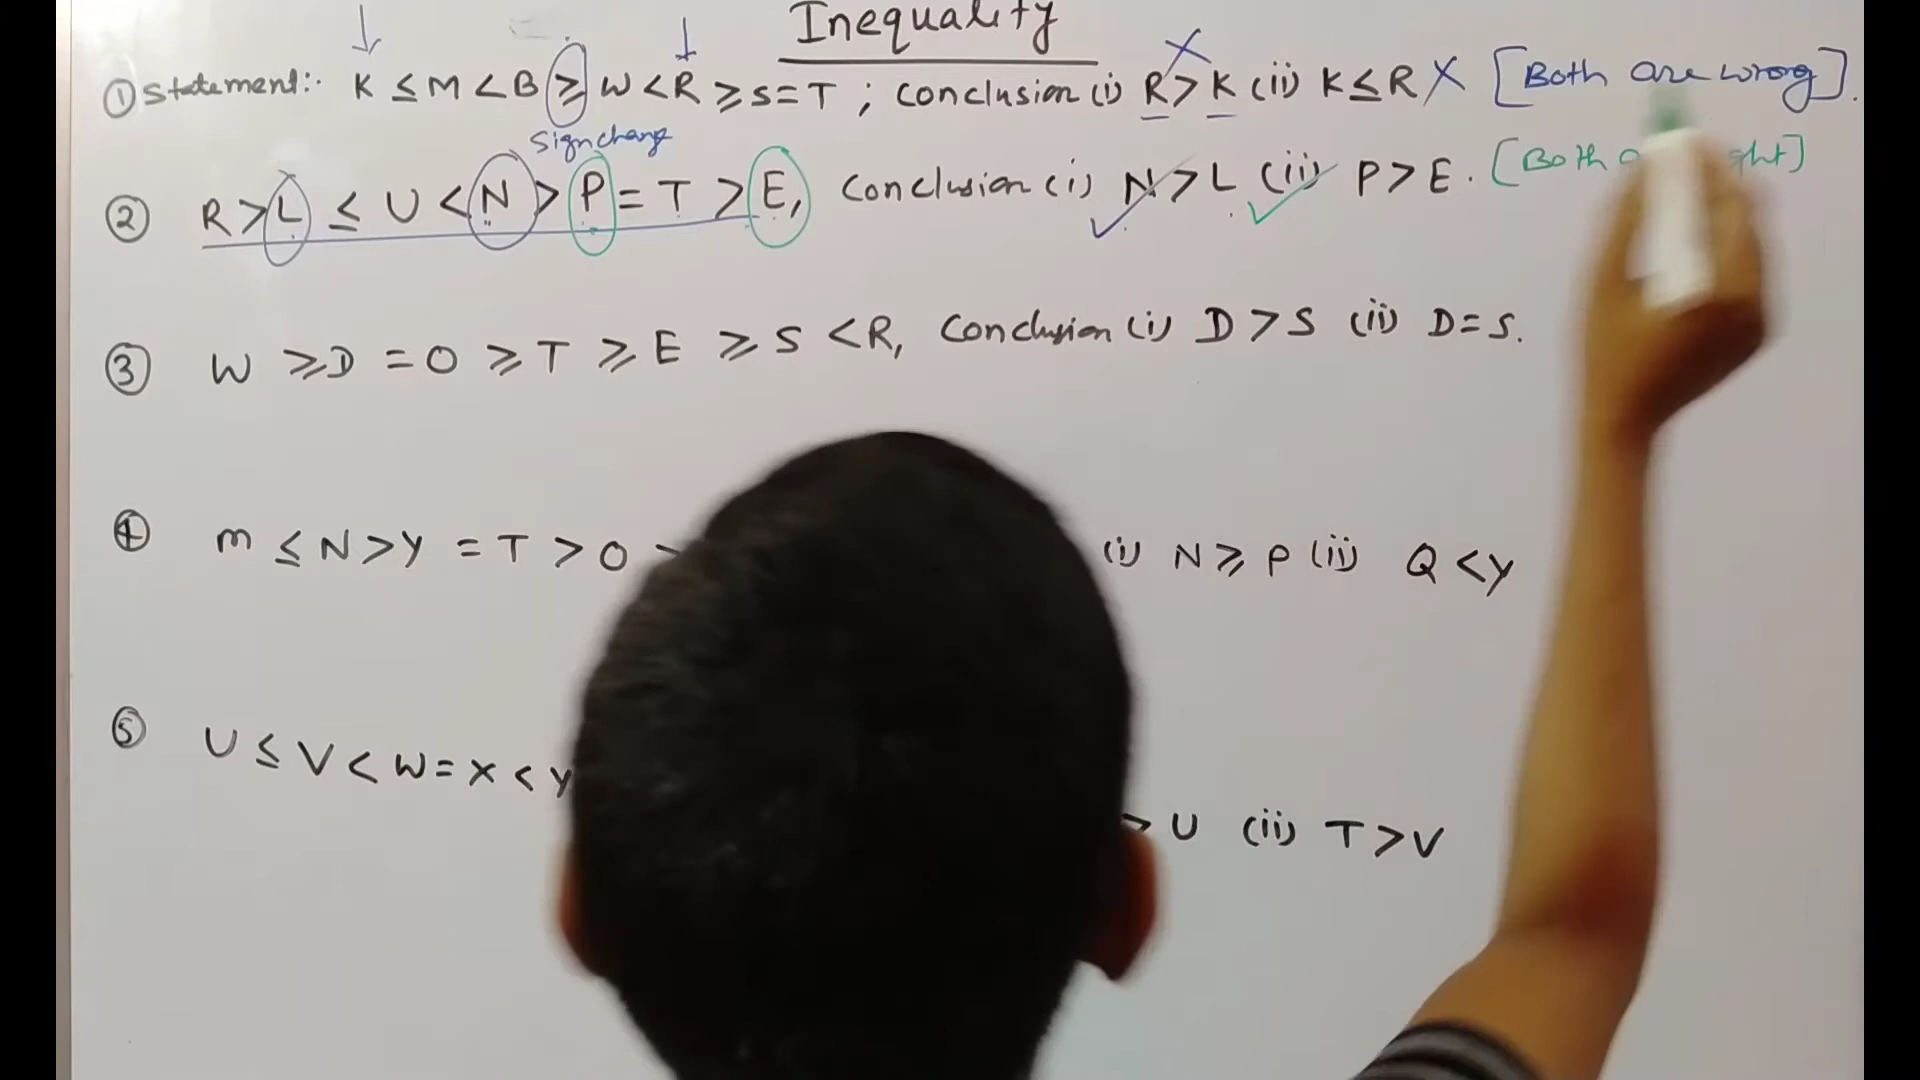 Inequality
① Statement:- K ≤ M < B ≥ W < R ≥ S = T ; Conclusion (i) R > K (ii) K ≤ R X [Both are wrong].
Sign change
② R > L ≤ U < N > P = T > E, Conclusion (i) N > L (ii) P > E. [Both
③ W ≥ D = O ≥ T ≥ E ≥ S < R, Conclusion (i) D > S (ii) D = S.
④ M ≤ N > Y = T > O (i) N ≥ P (ii) Q < Y
⑤ U ≤ V < W = X < Y > U (ii) T > V